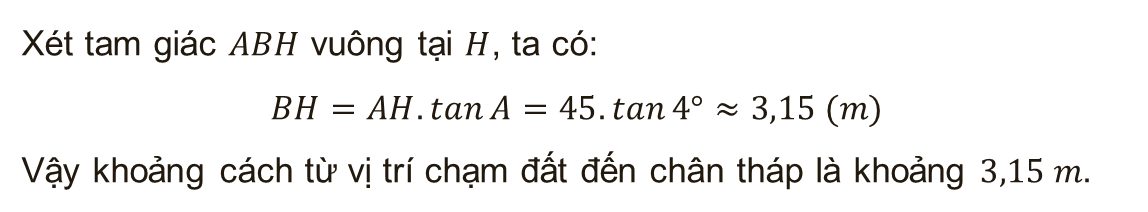 Xét tam giác ABH vuông tại H, ta có:
BH = AH. tan A = 45. tan 4° ≈ 3,15 (m)
Vậy khoảng cách từ vị trí chạm đất đến chân tháp là khoảng 3,15 m.